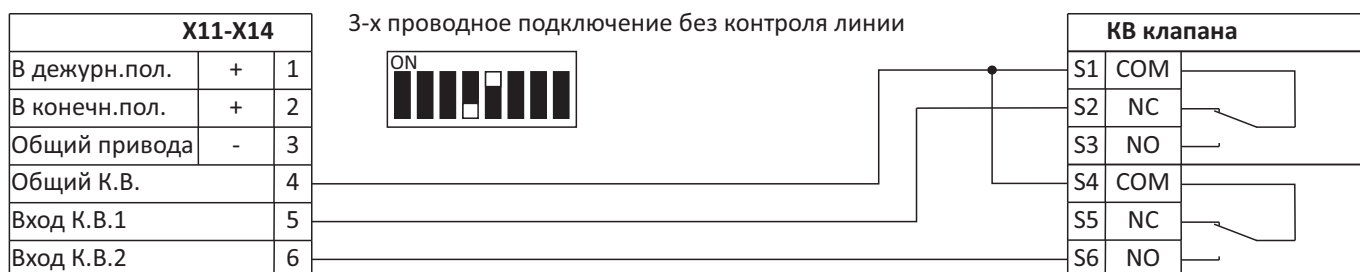 3-х проводное подключение без контроля линии
X11-X14
В дежурн.пол. + 1
В конечн.пол. + 2
Общий привода - 3
Общий К.В. 4
Вход К.В.1 5
Вход К.В.2 6
ON
КВ клапана
S1 COM
S2 NC
S3 NO
S4 COM
S5 NC
S6 NO